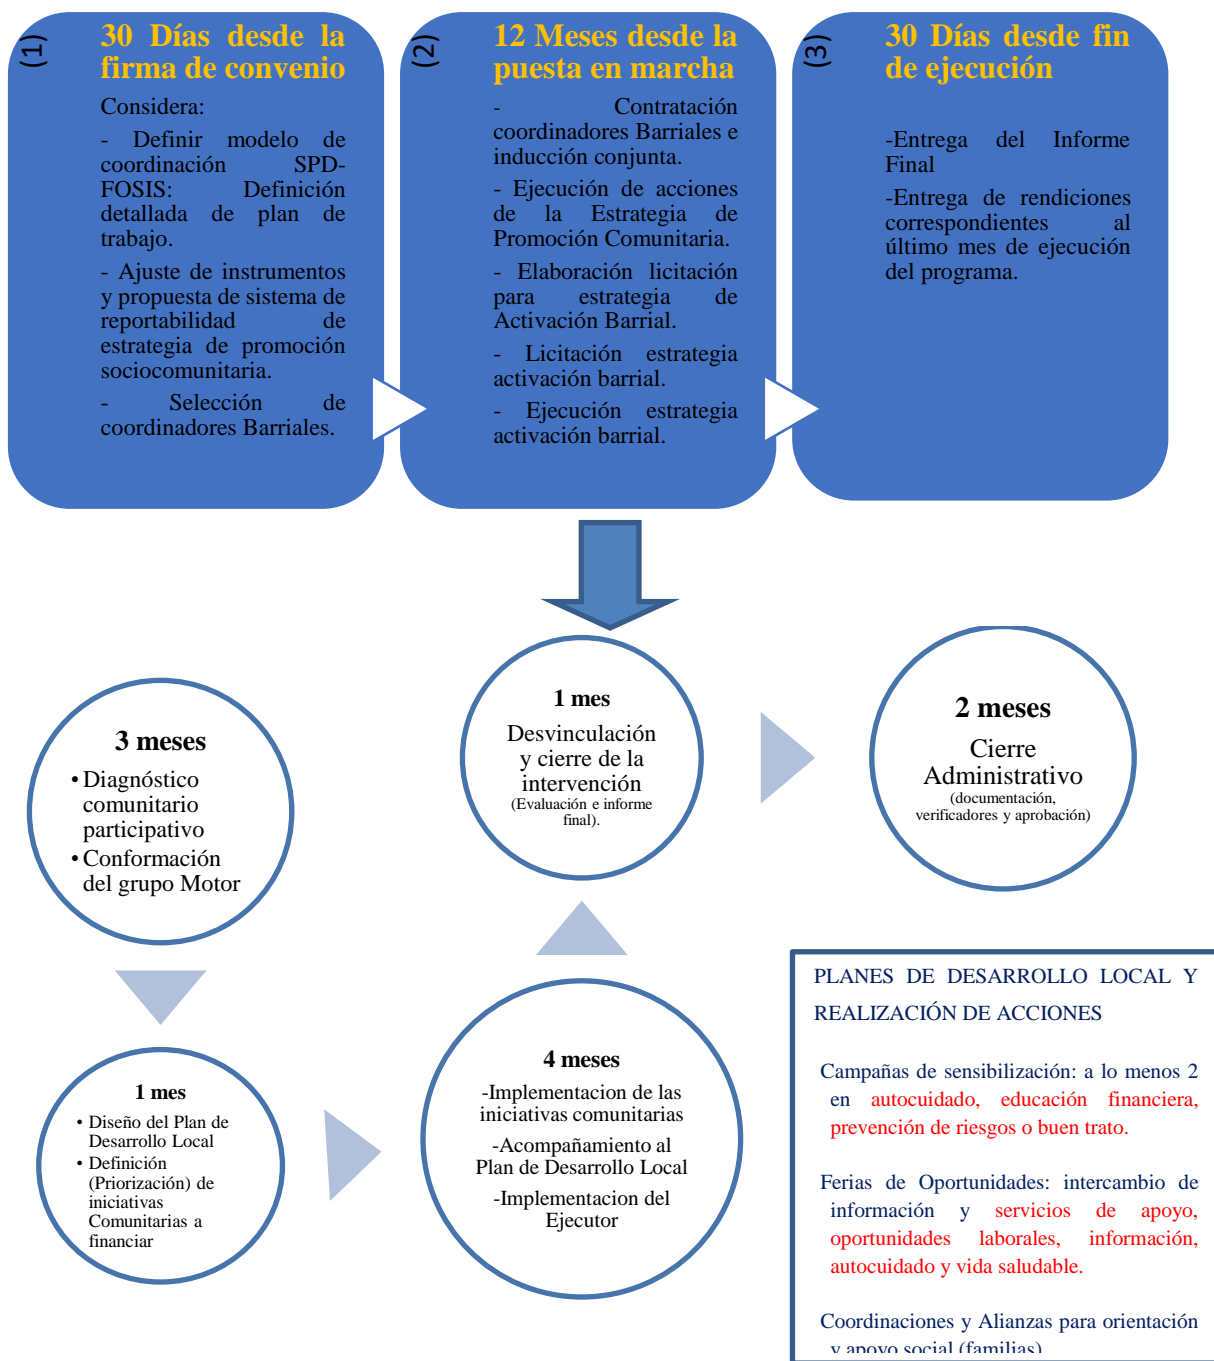 (1)
30 Días desde la
firma de convenio
Considera:
- Definir modelo de
coordinación SPD-
FOSIS: Definición
detallada de plan de
trabajo.
- Ajuste de instrumentos
y propuesta de sistema de
reportabilidad de
estrategia de promoción
sociocomunitaria.
- Selección de
coordinadores Barriales.
(2)
12 Meses desde la
puesta en marcha
- Contratación
coordinadores Barriales e
inducción conjunta.
- Ejecución de acciones
de la Estrategia de
Promoción Comunitaria.
- Elaboración licitación
para estrategia de
Activación Barrial.
- Licitación estrategia
activación barrial.
- Ejecución estrategia
activación barrial.
(3)
30 Días desde fin
de ejecución
-Entrega del Informe
Final
-Entrega de rendiciones
correspondientes al
último mes de ejecución
del programa.
3 meses
• Diagnóstico
comunitario
participativo
• Conformación
del grupo Motor
1 mes
• Diseño del Plan de
Desarrollo Local
• Definición
(Priorización) de
iniciativas
Comunitarias a
financiar
4 meses
-Implementacion de las
iniciativas comunitarias
-Acompañamiento al
Plan de Desarrollo Local
-Implementacion del
Ejecutor
1 mes
Desvinculación
y cierre de la
intervención
(Evaluación e informe
final).
2 meses
Cierre
Administrativo
(documentación,
verificadores y aprobación)
PLANES DE DESARROLLO LOCAL Y
REALIZACIÓN DE ACCIONES
Campañas de sensibilización: a lo menos 2
en autocuidado, educación financiera,
prevención de riesgos o buen trato.
Ferias de Oportunidades: intercambio de
información y servicios de apoyo,
oportunidades laborales, información,
autocuidado y vida saludable.
Coordinaciones y Alianzas para orientación
y apoyo social (familias)